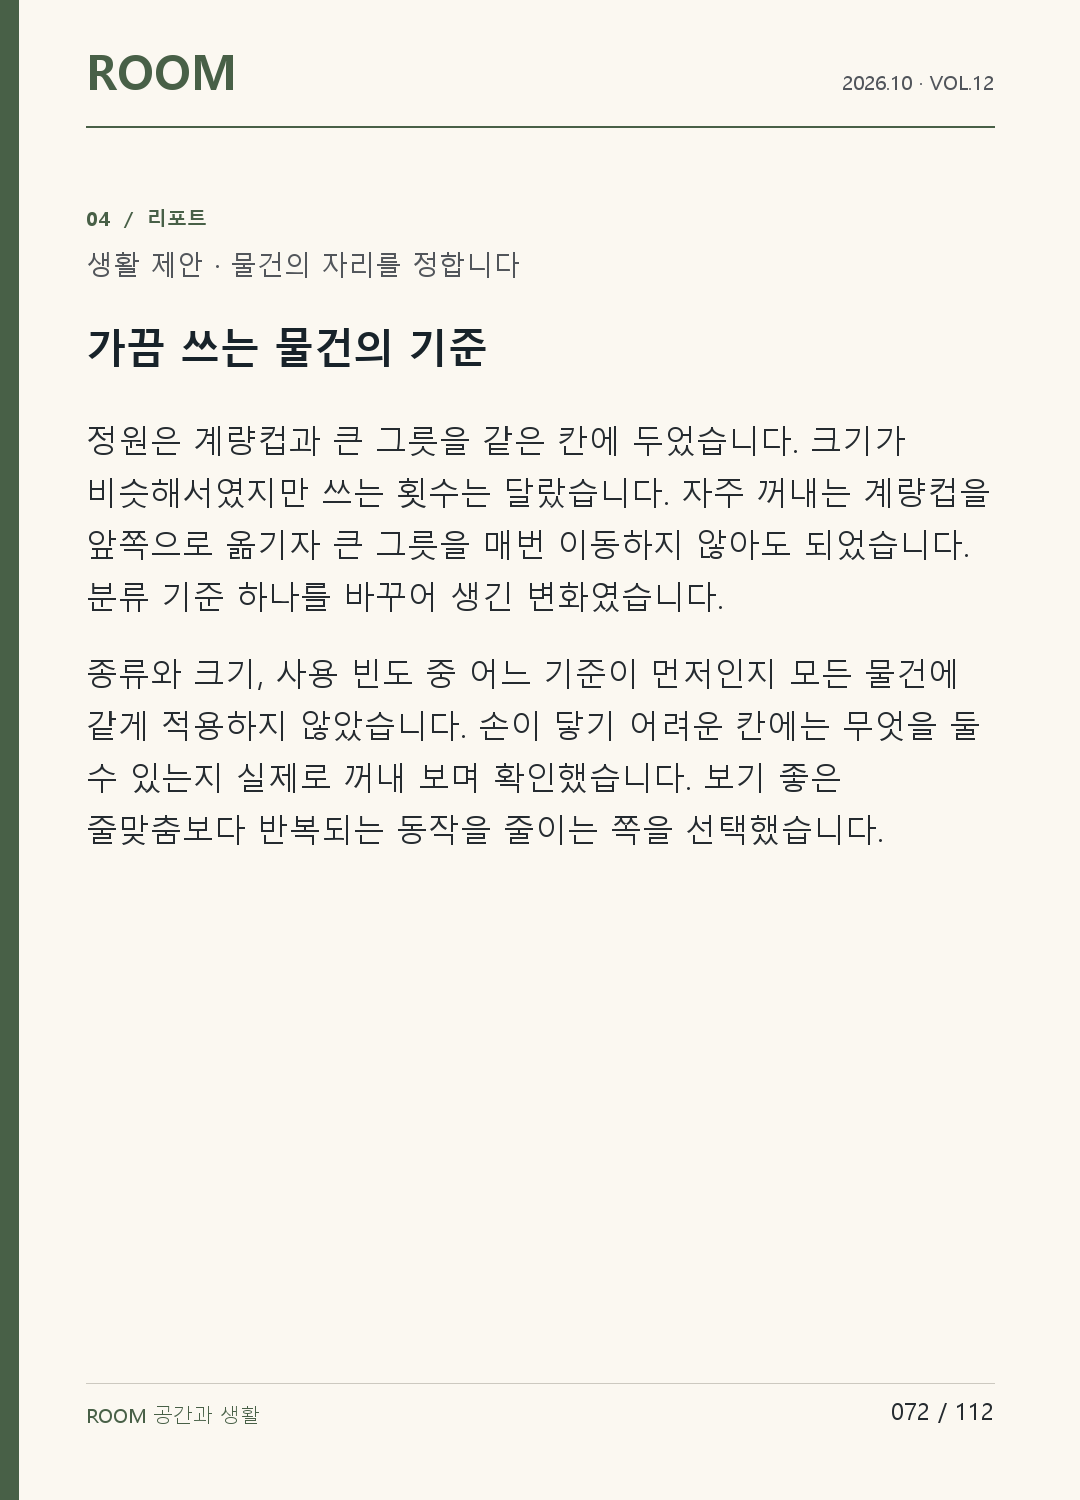 ROOM
2026.10 · VOL.12
04 / 리포트
생활 제안 · 물건의 자리를 정합니다
가끔 쓰는 물건의 기준
정원은 계량컵과 큰 그릇을 같은 칸에 두었습니다. 크기가
비슷해서였지만 쓰는 횟수는 달랐습니다. 자주 꺼내는 계량컵을
앞쪽으로 옮기자 큰 그릇을 매번 이동하지 않아도 되었습니다.
분류 기준 하나를 바꾸어 생긴 변화였습니다.
종류와 크기, 사용 빈도 중 어느 기준이 먼저인지 모든 물건에
같게 적용하지 않았습니다. 손이 닿기 어려운 칸에는 무엇을 둘
수 있는지 실제로 꺼내 보며 확인했습니다. 보기 좋은
줄맞춤보다 반복되는 동작을 줄이는 쪽을 선택했습니다.
ROOM 공간과 생활
072 / 112